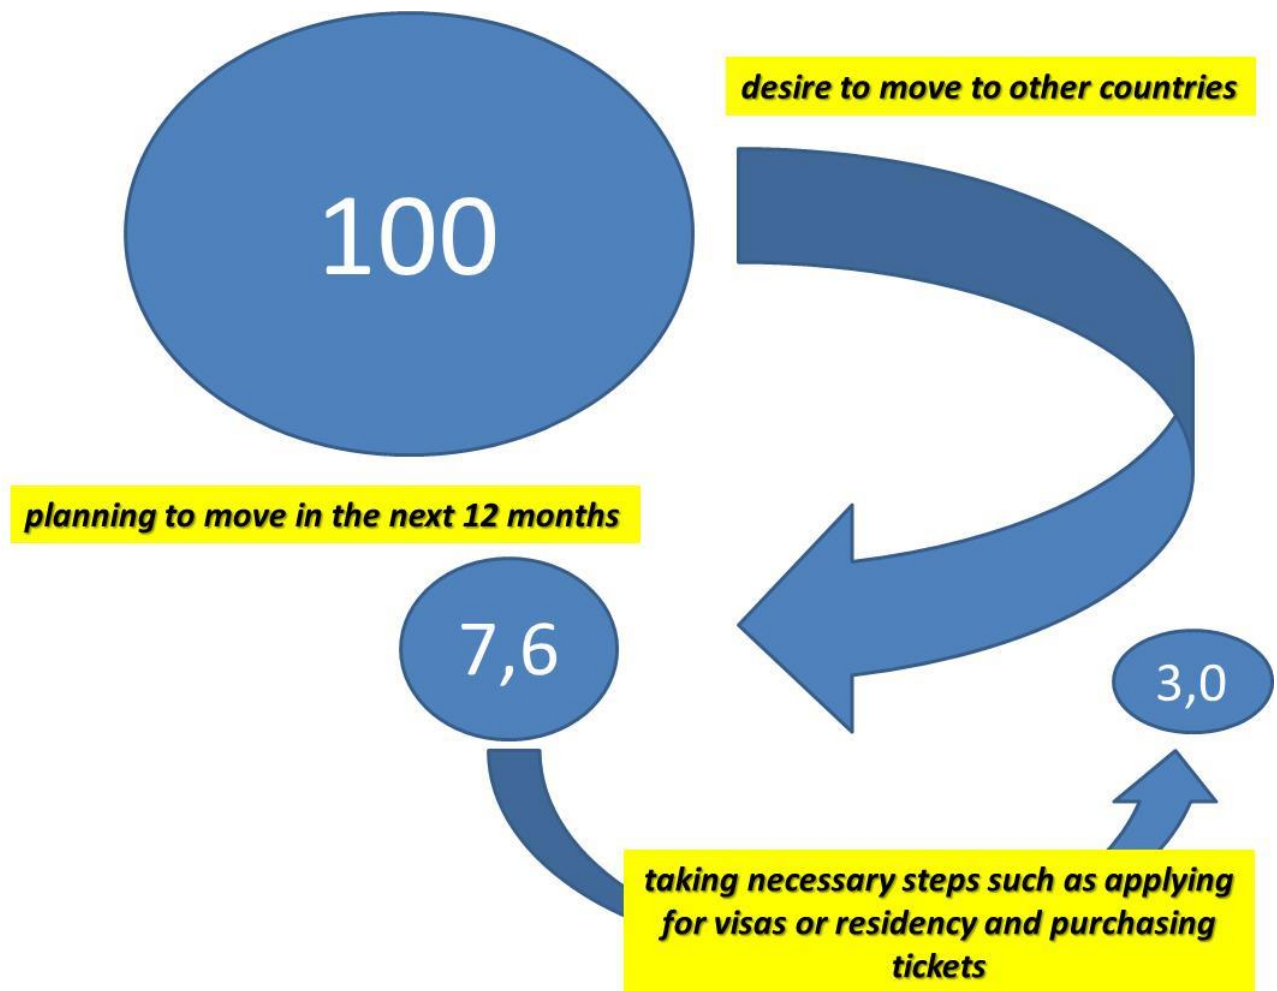 desire to move to other countries
100
planning to move in the next 12 months
7,6
3,0
taking necessary steps such as applying
for visas or residency and purchasing
tickets